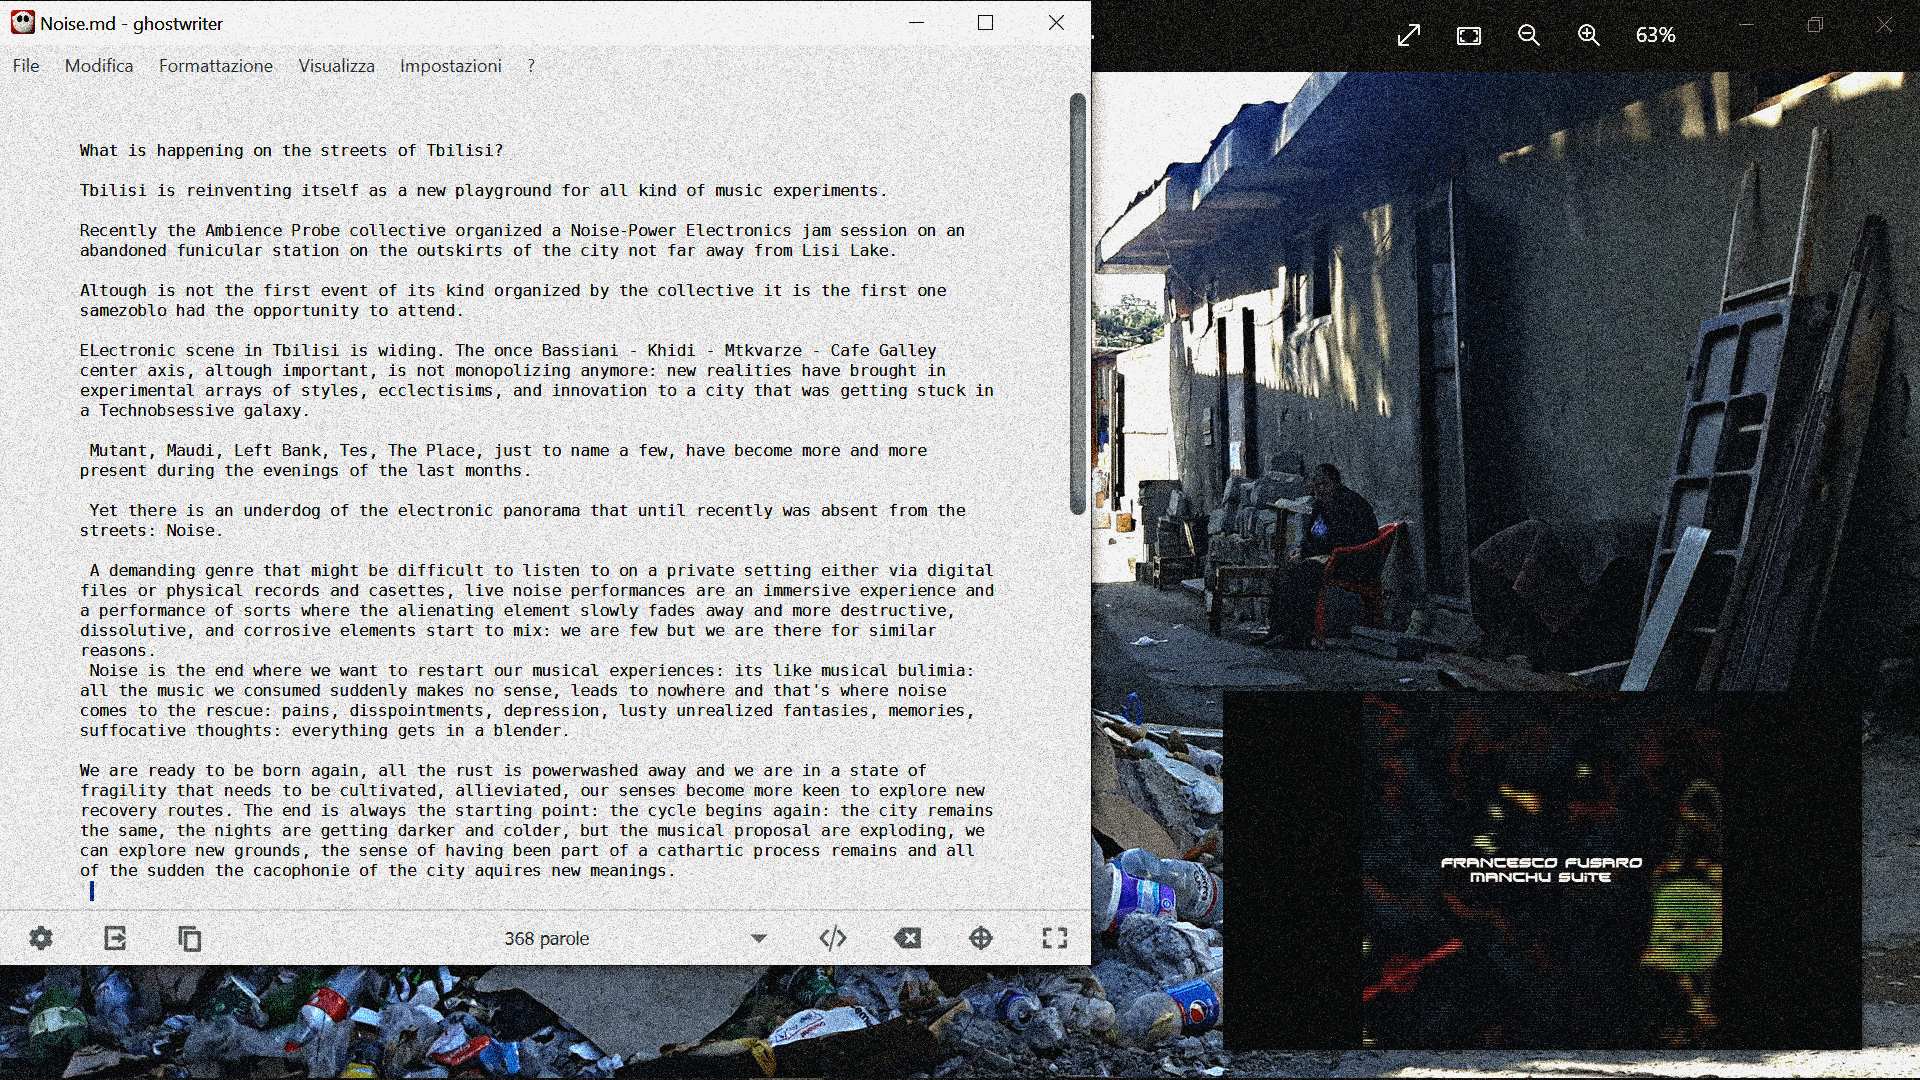 Noise.md - ghostwriter
63%
File Modifica Formattazione Visualizza Impostazioni ?
What is happening on the streets of Tbilisi?
Tbilisi is reinventing itself as a new playground for all kind of music experiments.
Recently the Ambience Probe collective organized a Noise-Power Electronics jam session on an
abandoned funicular station on the outskirts of the city not far away from Lisi Lake.
Altough is not the first event of its kind organized by the collective it is the first one
samezoblo had the opportunity to attend.
ELectronic scene in Tbilisi is widing. The once Bassiani - Khidi - Mtkvarze - Cafe Galley
center axis, altough important, is not monopolizing anymore: new realities have brought in
experimental arrays of styles, ecclectisims, and innovation to a city that was getting stuck in
a Technobsessive galaxy.
Mutant, Maudi, Left Bank, Tes, The Place, just to name a few, have become more and more
present during the evenings of the last months.
Yet there is an underdog of the electronic panorama that until recently was absent from the
streets: Noise.
A demanding genre that might be difficult to listen to on a private setting either via digital
files or physical records and casettes, live noise performances are an immersive experience and
a performance of sorts where the alienating element slowly fades away and more destructive,
dissolutive, and corrosive elements start to mix: we are few but we are there for similar
reasons.
Noise is the end where we want to restart our musical experiences: its like musical bulimia:
all the music we consumed suddenly makes no sense, leads to nowhere and that's where noise
comes to the rescue: pains, disspointments, depression, lusty unrealized fantasies, memories,
suffocative thoughts: everything gets in a blender.
We are ready to be born again, all the rust is powerwashed away and we are in a state of
fragility that needs to be cultivated, allieviated, our senses become more keen to explore new
recovery routes. The end is always the starting point: the cycle begins again: the city remains
the same, the nights are getting darker and colder, but the musical proposal are exploding, we
can explore new grounds, the sense of having been part of a cathartic process remains and all
of the sudden the cacophonie of the city aquires new meanings.
368 parole
FRANCESCO FUSARO
MANCHU SUITE
pepsi